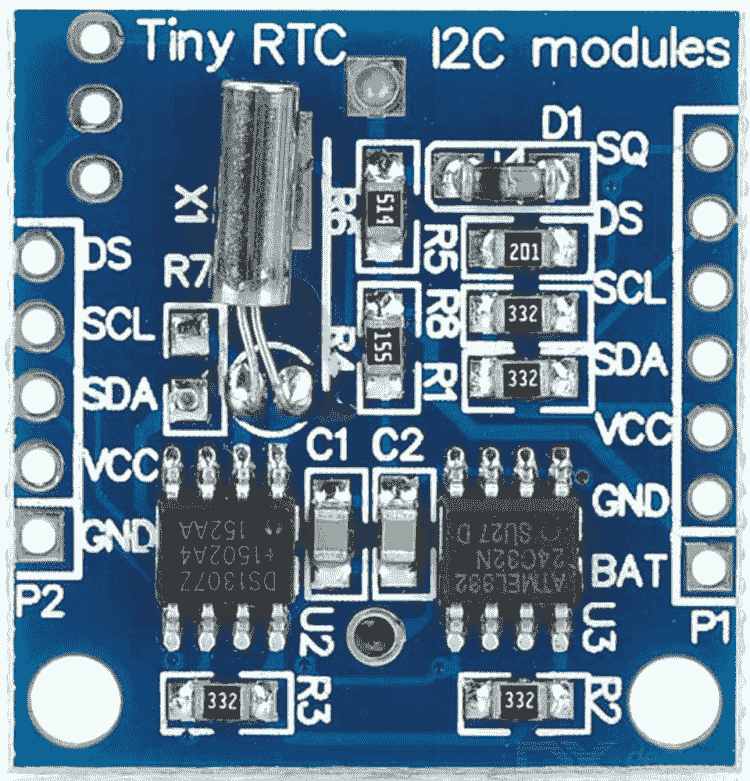 Tiny RTC I2C modules
D1
SQ
DS
SCL
SDA
VCC
GND
BAT
P1
X1
R6
514
R5
201
R7
R8
332
R4
155
R1
332
DS
SCL
SDA
VCC
GND
P2
C1 C2
DS1307Z
+1502A4
152AA
U2
ATMEL992
24C32N
SU27D
U3
332
R3
332
R2